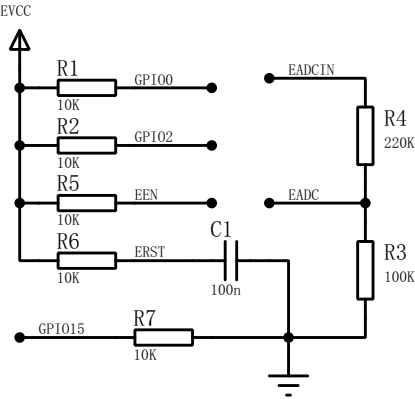 EVCC
R1
GPIO0
10K
EADCIN
R2
GPIO2
10K
R4
220K
R5
EEN
10K
EADC
R6
ERST
10K
C1
100n
R3
100K
GPIO15
R7
10K